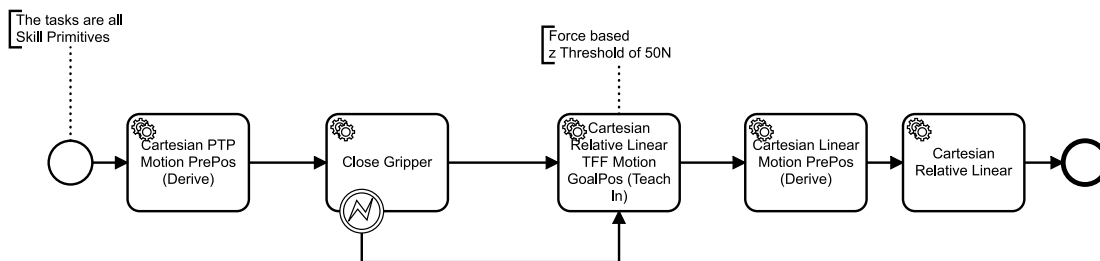 The tasks are all
Skill Primitives
Force based
z Threshold of 50N
Cartesian PTP
Motion PrePos
(Derive)
Close Gripper
Cartesian
Relative Linear
TFF Motion
GoalPos (Teach
In)
Cartesian Linear
Motion PrePos
(Derive)
Cartesian
Relative Linear